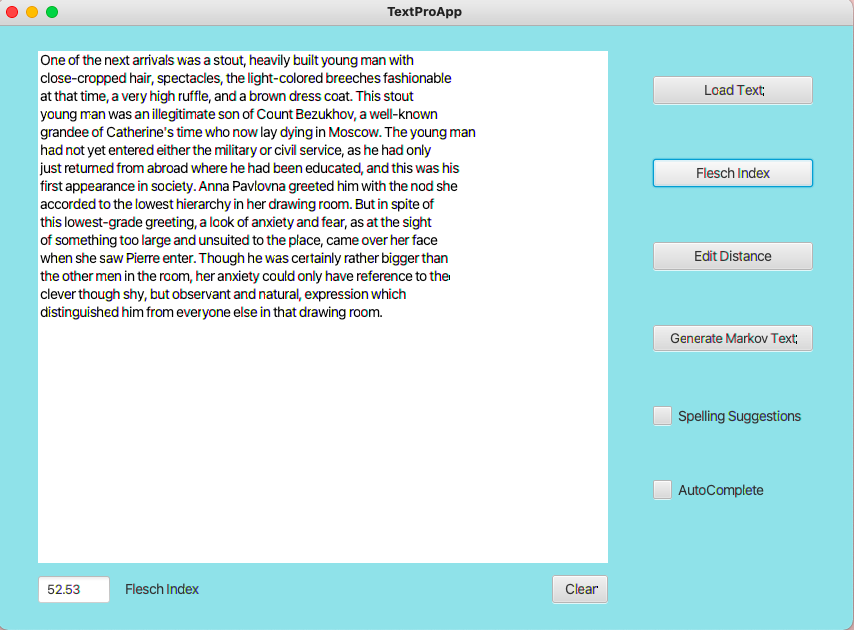 TextProApp
One of the next arrivals was a stout, heavily built young man with
close-cropped hair, spectacles, the light-colored breeches fashionable
at that time, a very high ruffle, and a brown dress coat. This stout
young man was an illegitimate son of Count Bezukhov, a well-known
grandee of Catherine's time who now lay dying in Moscow. The young man
had not yet entered either the military or civil service, as he had only
just returned from abroad where he had been educated, and this was his
first appearance in society. Anna Pavlovna greeted him with the nod she
accorded to the lowest hierarchy in her drawing room. But in spite of
this lowest-grade greeting, a look of anxiety and fear, as at the sight
of something too large and unsuited to the place, came over her face
when she saw Pierre enter. Though he was certainly rather bigger than
the other men in the room, her anxiety could only have reference to the
clever though shy, but observant and natural, expression which
distinguished him from everyone else in that drawing room.
Load Text
Flesch Index
Edit Distance
Generate Markov Text
Spelling Suggestions
AutoComplete
52.53
Flesch Index
Clear